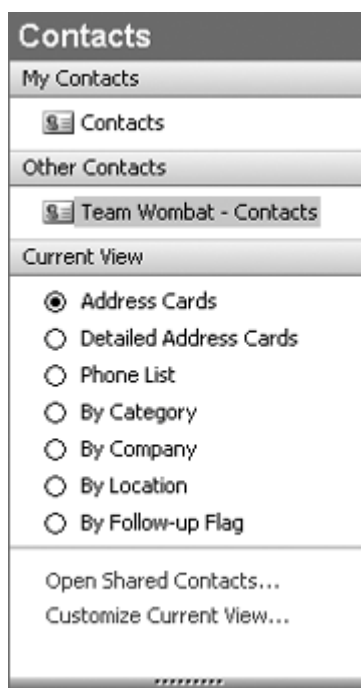 Contacts
My Contacts
Contacts
Other Contacts
Team Wombat - Contacts
Current View
Address Cards
Detailed Address Cards
Phone List
By Category
By Company
By Location
By Follow-up Flag
Open Shared Contacts...
Customize Current View...